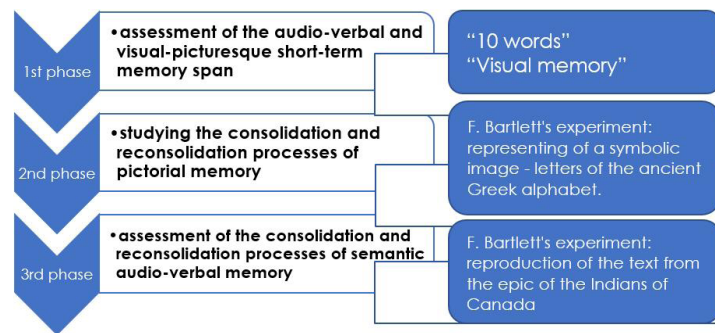 1st phase
•assessment of the audio-verbal and
visual-picturesque short-term
memory span
“10 words”
“Visual memory”
2nd phase
•studying the consolidation and
reconsolidation processes of
pictorial memory
F. Bartlett's experiment:
representing of a symbolic
image - letters of the ancient
Greek alphabet.
3rd phase
•assessment of the consolidation and
reconsolidation processes of semantic
audio-verbal memory
F. Bartlett's experiment:
reproduction of the text from
the epic of the Indians of
Canada